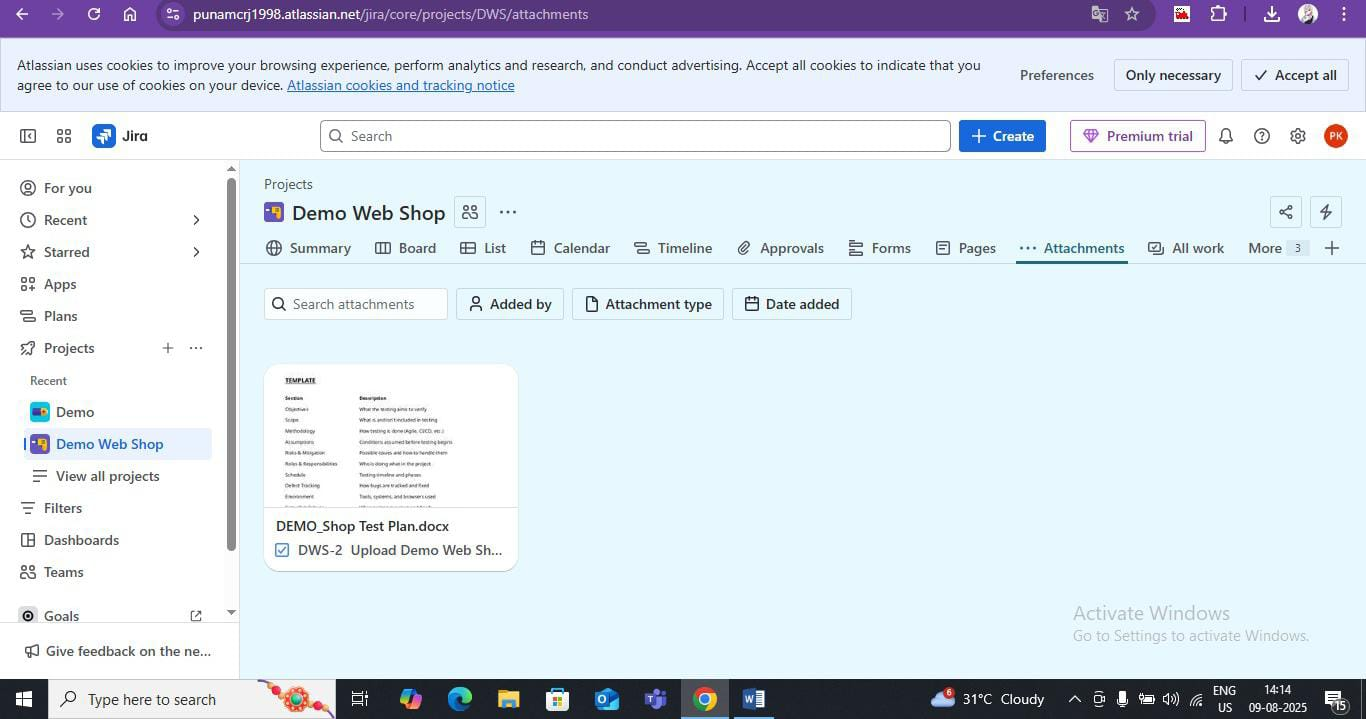 punamcrj1998.atlassian.net/jira/core/projects/DWS/attachments
Atlassian uses cookies to improve your browsing experience, perform analytics and research, and conduct advertising. Accept all cookies to indicate that you
agree to our use of cookies on your device. Atlassian cookies and tracking notice
Preferences
Only necessary
Accept all
Jira
Search
Create
Premium trial
PK
For you
Recent
Starred
Apps
Plans
Projects
Recent
Demo
Demo Web Shop
View all projects
Filters
Dashboards
Teams
Goals
Give feedback on the ne...
Projects
Demo Web Shop
Summary
Board
List
Calendar
Timeline
Approvals
Forms
Pages
Attachments
All work
More 3
Search attachments
Added by
Attachment type
Date added
TEMPLATE
Section Description
Objectives What the testing aims to verify
Scope What is and isn't included in testing
Methodology How testing is done (Agile, CI/CD, etc.)
Assumptions Conditions assumed before testing begins
Risks & Mitigation Possible issues and how to handle them
Roles & Responsibilities Who is doing what in the project
Schedule Testing timeline and phases
Defect Tracking How bugs are tracked and fixed
Environment Tools, systems, and browsers used
DEMO_Shop Test Plan.docx
DWS-2 Upload Demo Web Sh...
Activate Windows
Go to Settings to activate Windows.
Type here to search
6
31°C Cloudy
ENG
US
14:14
09-08-2025
15